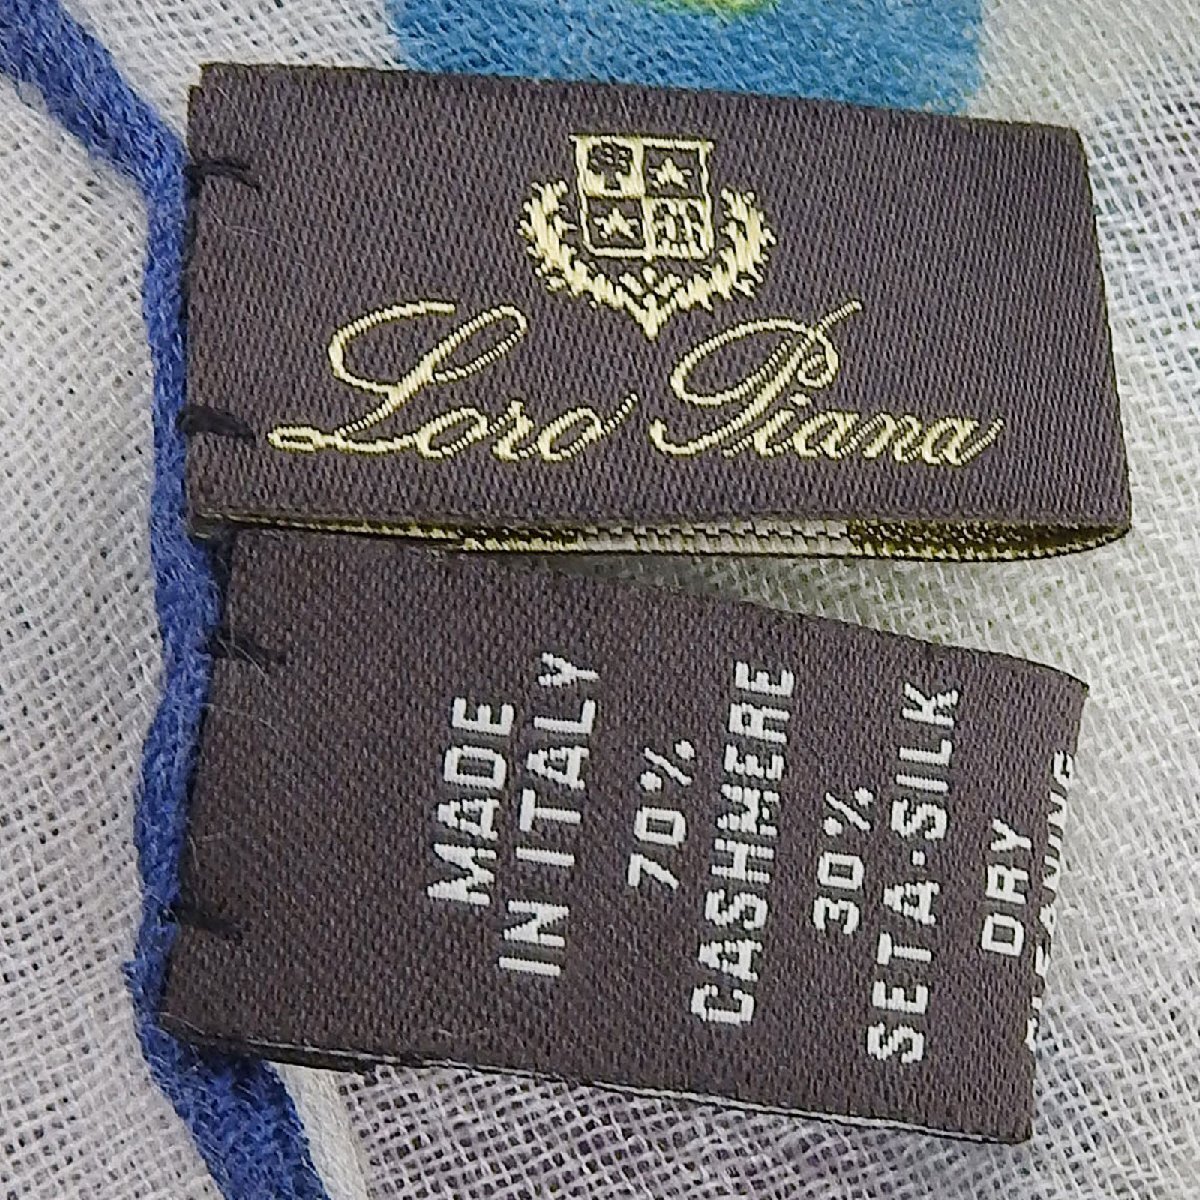 Loro Piana
MADE
IN ITALY
70%
CASHMERE
30%
SETA-SILK
DRY